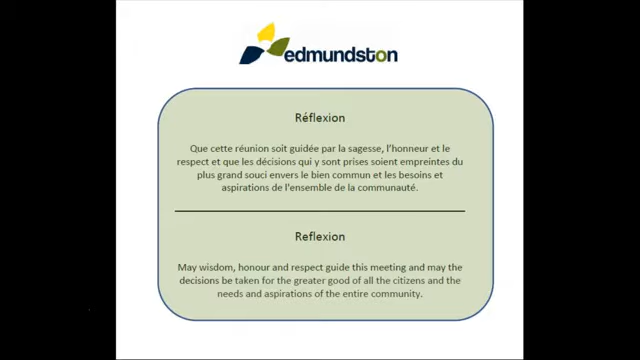 edmundston
Réflexion
Que cette réunion soit guidée par la sagesse, l'honneur et le
respect et que les décisions qui y sont prises soient empreintes du
plus grand souci envers le bien commun et les besoins et
aspirations de l'ensemble de la communauté.
Reflexion
May wisdom, honour and respect guide this meeting and may the
decisions be taken for the greater good of all the citizens and the
needs and aspirations of the entire community.